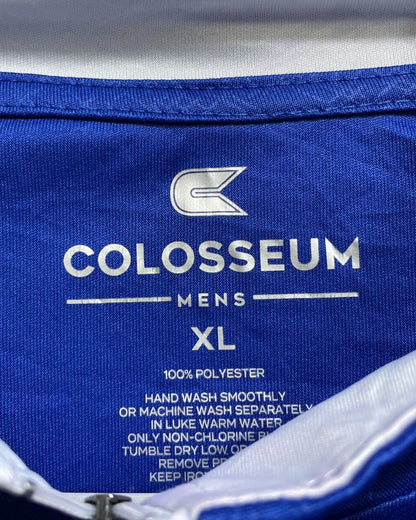 COLOSSEUM
MENS
XL
100% POLYESTER
HAND WASH SMOOTHLY
OR MACHINE WASH SEPARATELY
IN LUKE WARM WATER
ONLY NON-CHLORINE
TUMBLE DRY LOW
REMOVE
KEEP